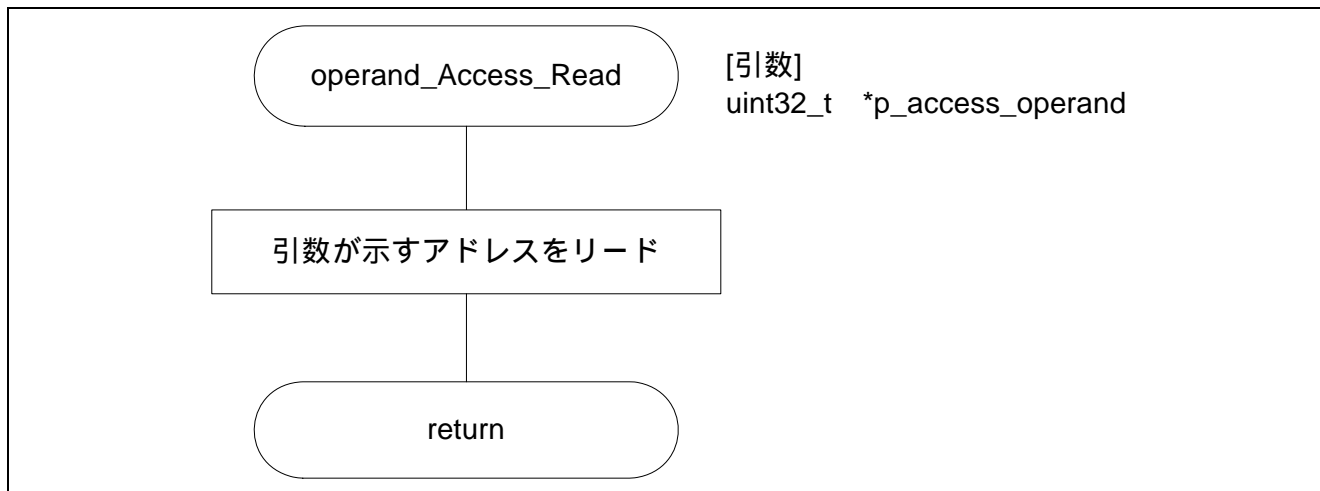 operand_Access_Read
[引数]
uint32_t *p_access_operand
引数が示すアドレスをリード
return